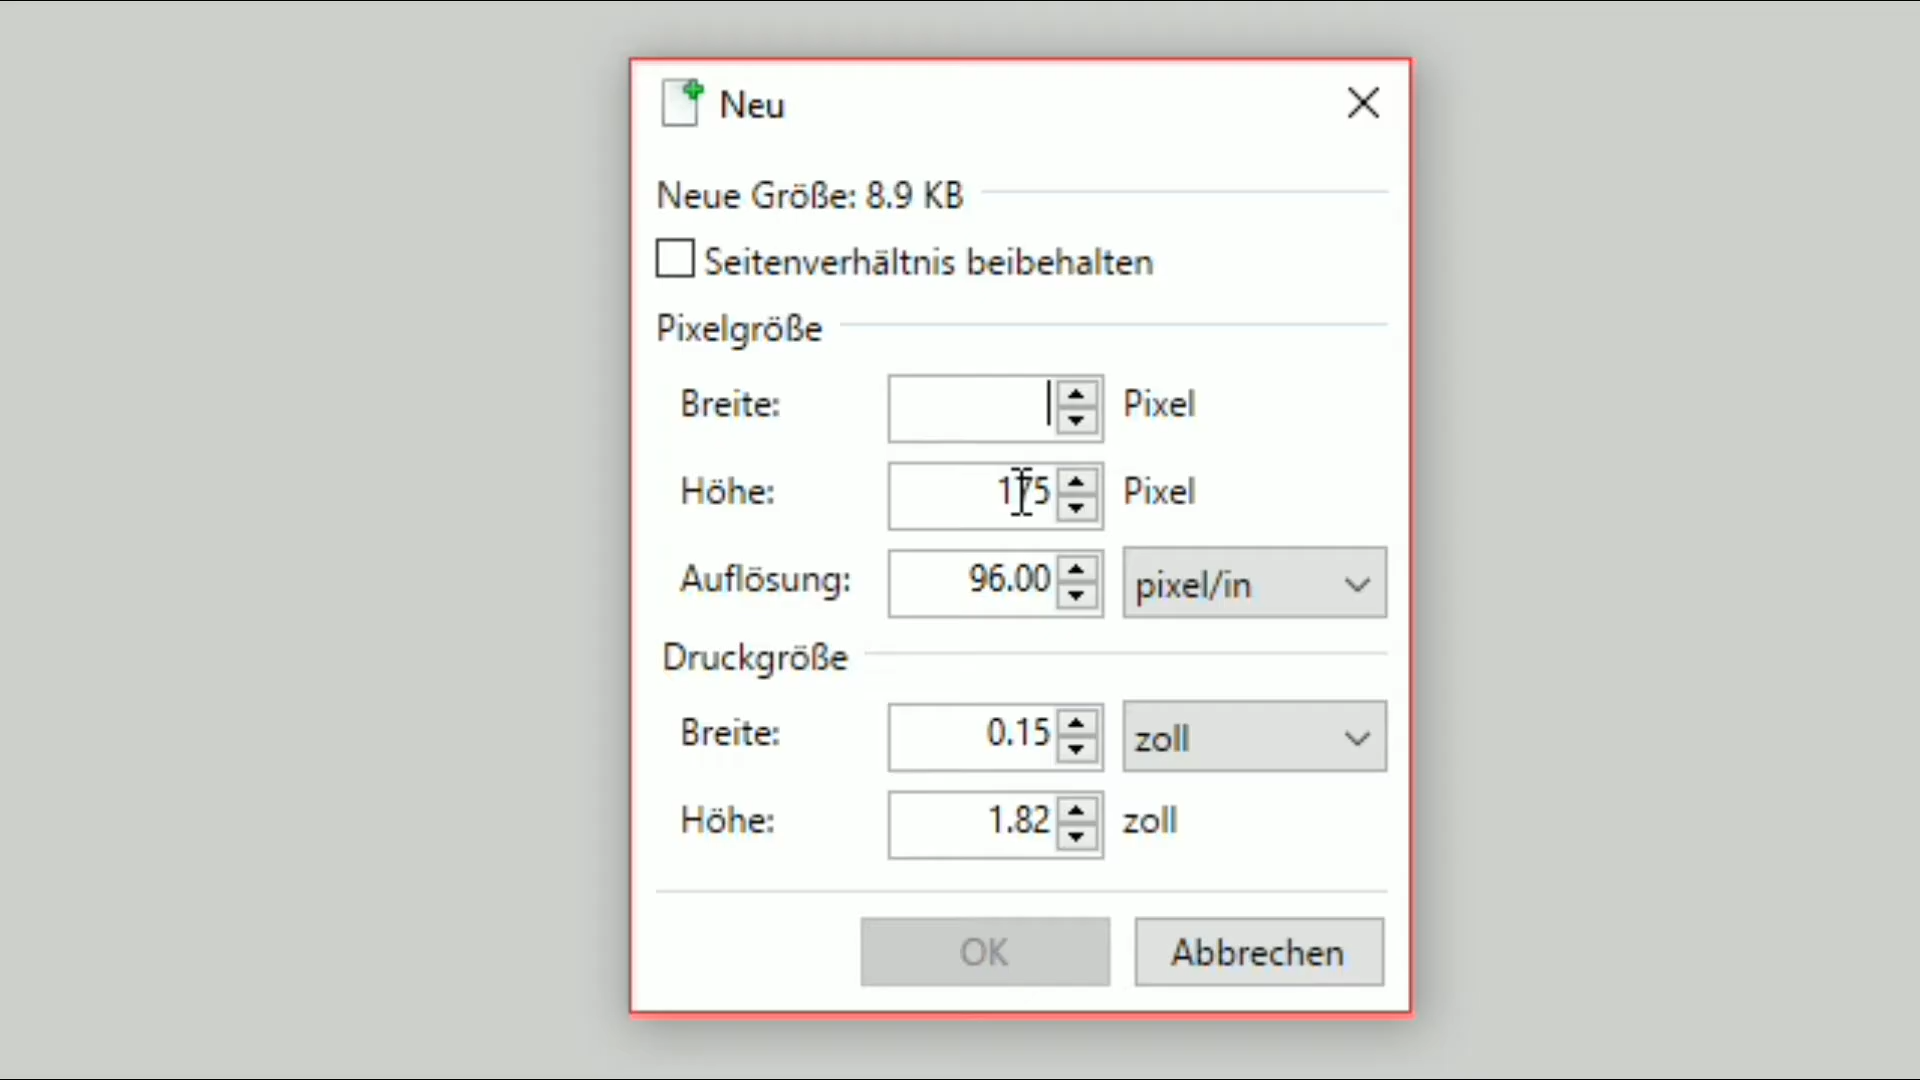 Neu
Neue Größe: 8.9 KB
Seitenverhältnis beibehalten
Pixelgröße
Breite: Pixel
Höhe: 175 Pixel
Auflösung: 96.00 pixel/in
Druckgröße
Breite: 0.15 zoll
Höhe: 1.82 zoll
OK Abbrechen